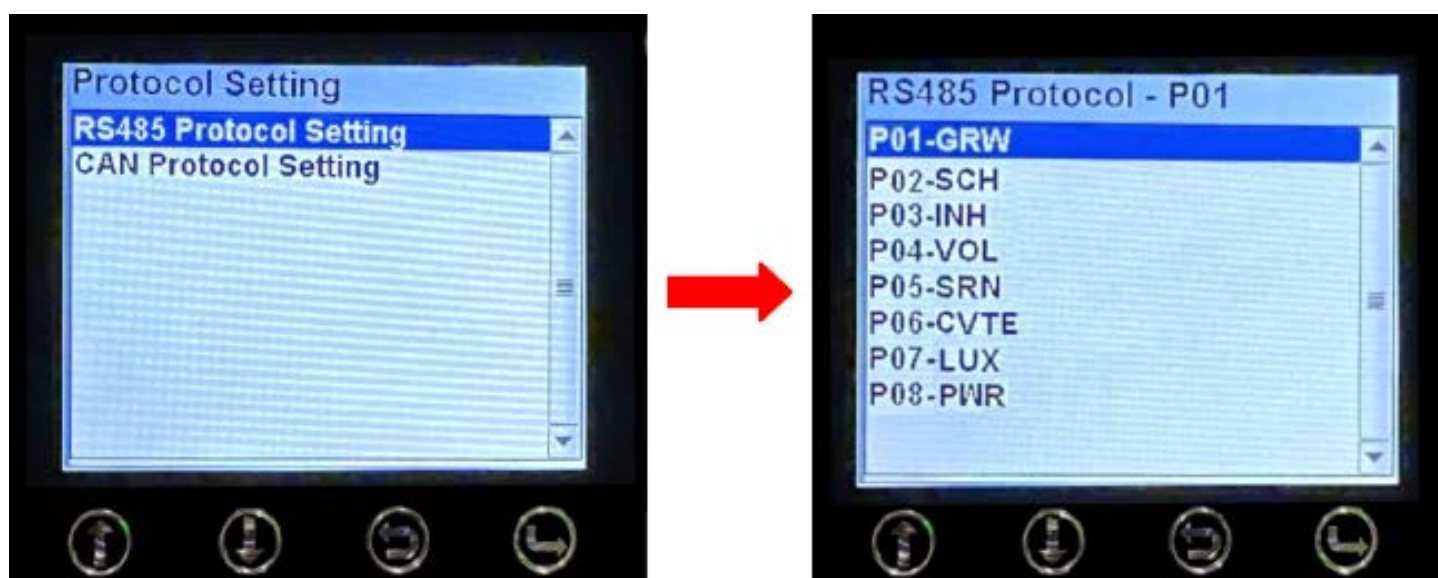 Protocol Setting
RS485 Protocol Setting
CAN Protocol Setting
RS485 Protocol - P01
P01-GRW
P02-SCH
P03-INH
P04-VOL
P05-SRN
P06-CVTE
P07-LUX
P08-PWR